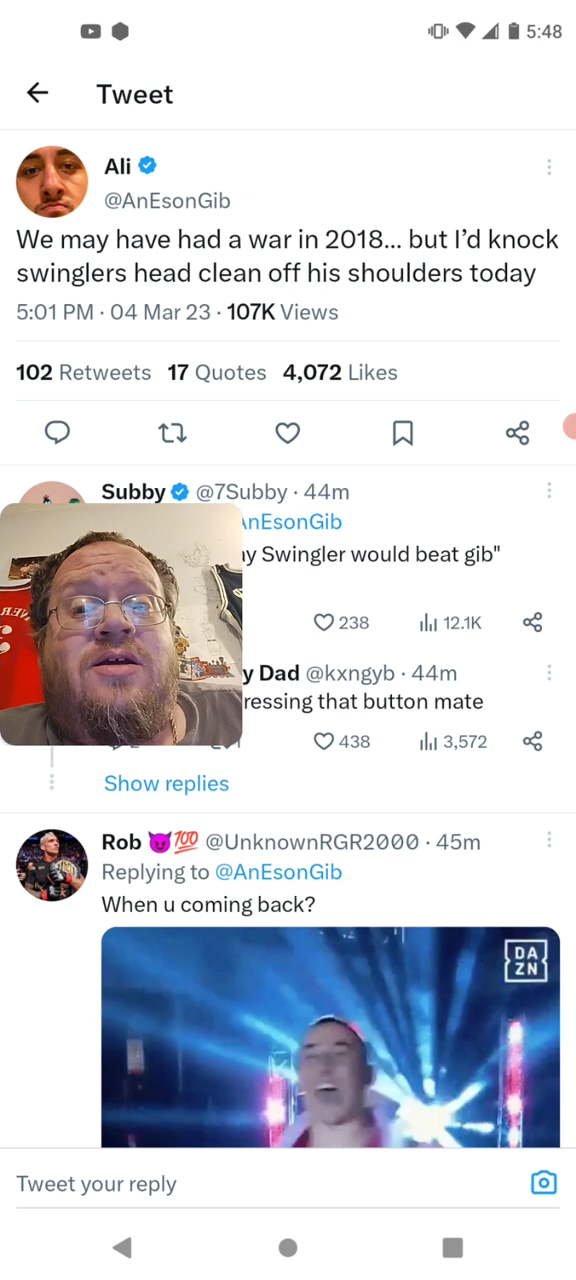 5:48
Tweet
Ali
@AnEsonGib
We may have had a war in 2018... but I’d knock
swinglers head clean off his shoulders today
5:01 PM · 04 Mar 23 · 107K Views
102 Retweets 17 Quotes 4,072 Likes
Subby @7Subby · 44m
AnEsonGib
Swingler would beat gib"
238 12.1K
Dad @kxngyb · 44m
that button mate
438 3,572
Show replies
Rob 😈💯 @UnknownRGR2000 · 45m
Replying to @AnEsonGib
When u coming back?
DA
ZN
Tweet your reply